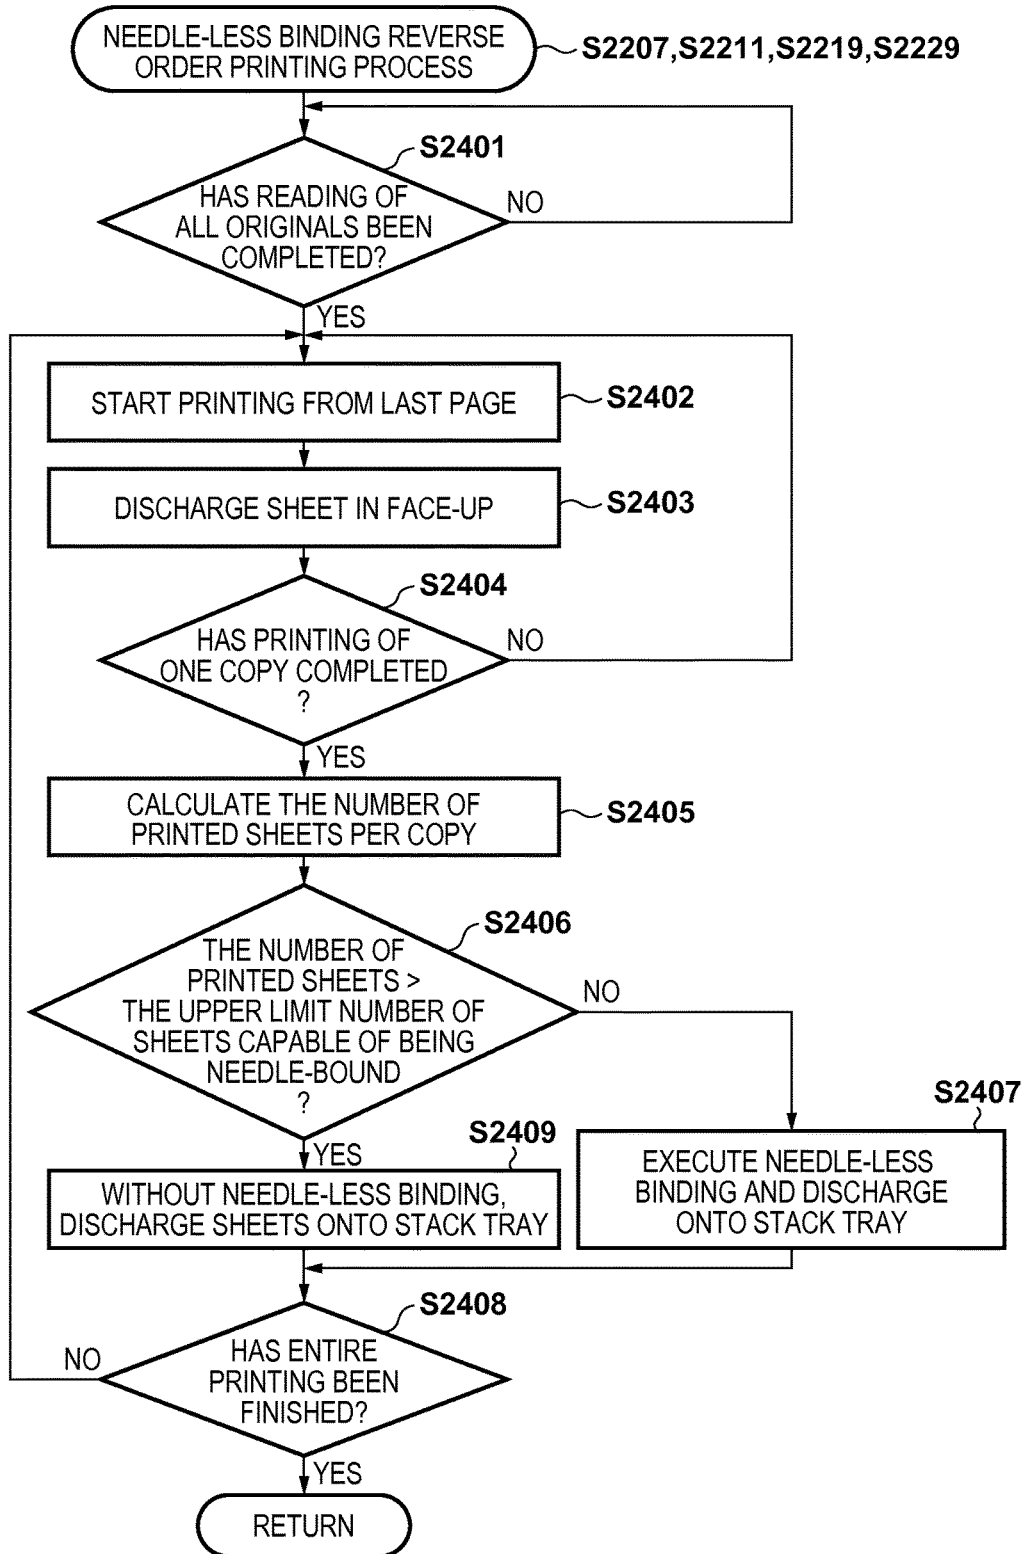 NEEDLE-LESS BINDING REVERSE
ORDER PRINTING PROCESS
S2207,S2211,S2219,S2229
S2401
HAS READING OF
ALL ORIGINALS BEEN
COMPLETED?
NO
YES
START PRINTING FROM LAST PAGE
S2402
DISCHARGE SHEET IN FACE-UP
S2403
S2404
HAS PRINTING OF
ONE COPY COMPLETED
?
NO
YES
CALCULATE THE NUMBER OF
PRINTED SHEETS PER COPY
S2405
S2406
THE NUMBER OF
PRINTED SHEETS >
THE UPPER LIMIT NUMBER OF
SHEETS CAPABLE OF BEING
NEEDLE-BOUND
?
NO
YES
S2409
WITHOUT NEEDLE-LESS BINDING,
DISCHARGE SHEETS ONTO STACK TRAY
S2407
EXECUTE NEEDLE-LESS
BINDING AND DISCHARGE
ONTO STACK TRAY
S2408
HAS ENTIRE
PRINTING BEEN
FINISHED?
NO
YES
RETURN